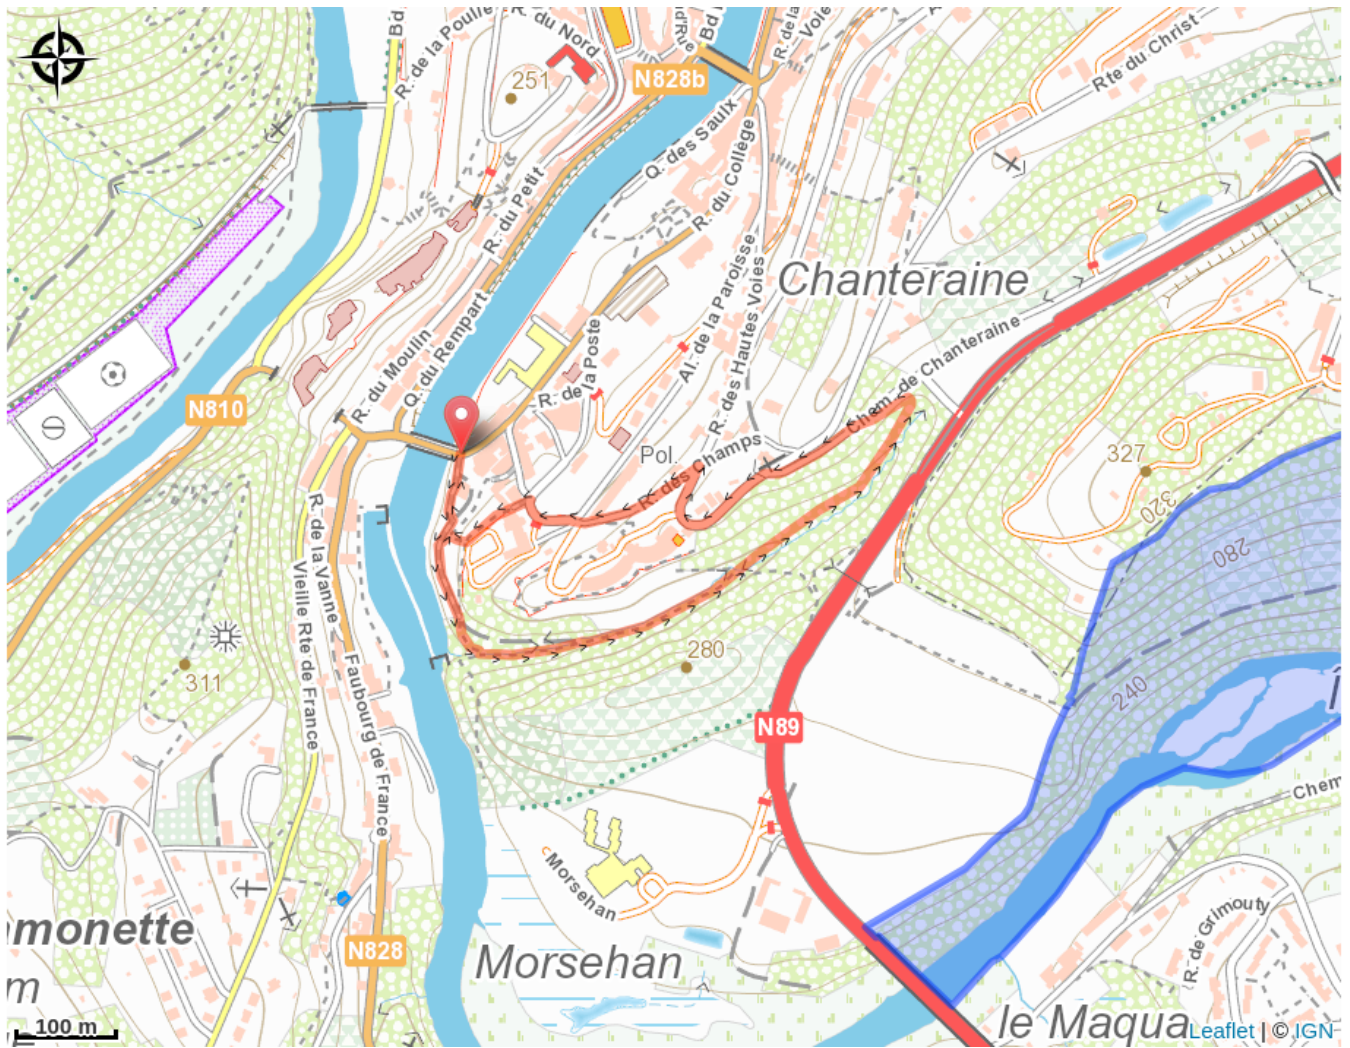 R. de la Poulie
R. du Nord
Bd
251
N828b
d'Rue
Bd
R. de la
Voie
Rte du Christ
Q. des Saulx
R. du Collège
R. du Petit
Q. du Rempart
R. du Moulin
Chanteraine
Al. de la Paroisse
R. des Hautes Voies
R. de la Poste
Chem. de Chanteraine
N810
Pol.
R. des Champs
327
320
280
R. de la Vanne
Vieille Rte de France
Faubourg de France
311
280
240
N89
Chem
Morsehan
monette
m
N828
Morsehan
R. de Grimouty
le Maqua
100 m
Leaflet | © IGN